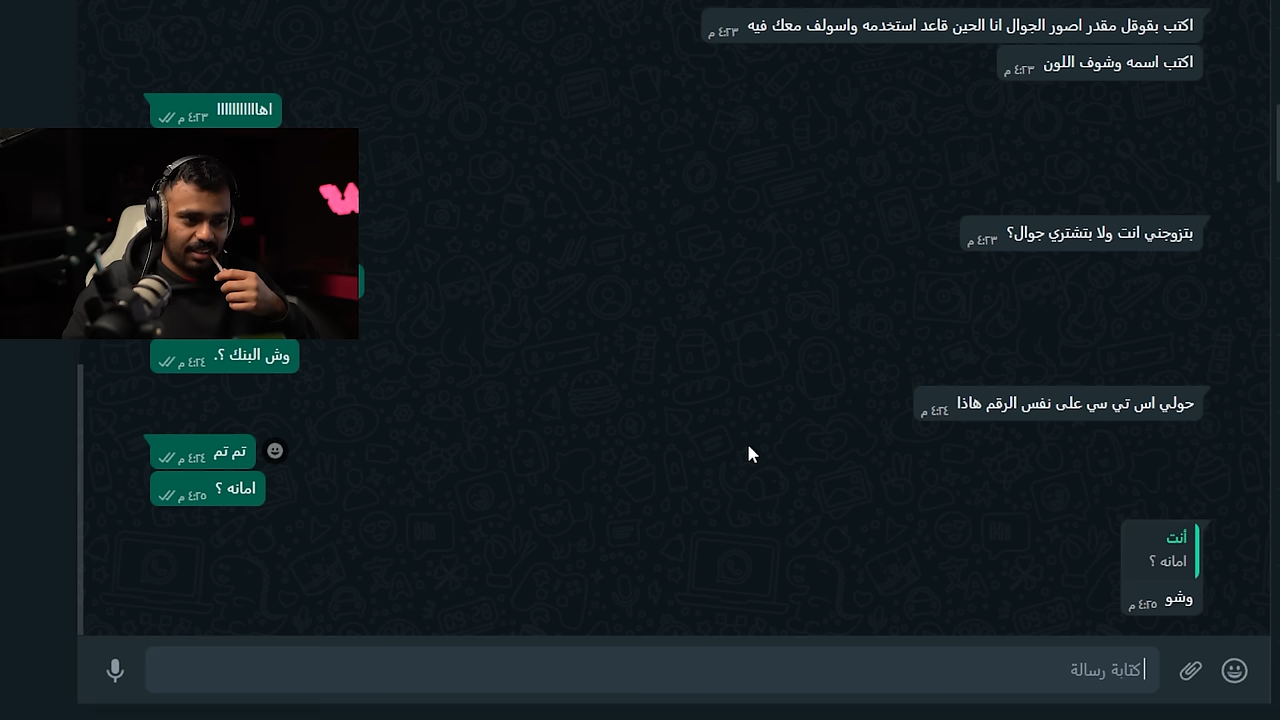 اكتب بقوقل مقدر اصور الجوال انا الحين قاعد استخدمه واسولف معك فيه ٤:٢٣ م
اكتب اسمه وشوف اللون ٤:٢٣ م
اهااااااااااا ٤:٢٣ م
بتزوجني انت ولا بتشتري جوال؟ ٤:٢٣ م
وش البنك ؟. ٤:٢٤ م
حولي اس تي سي على نفس الرقم هاذا ٤:٢٤ م
تم تم ٤:٢٤ م
امانه ؟ ٤:٢٥ م
أنت
امانه ؟
وشو ٤:٢٥ م
كتابة رسالة